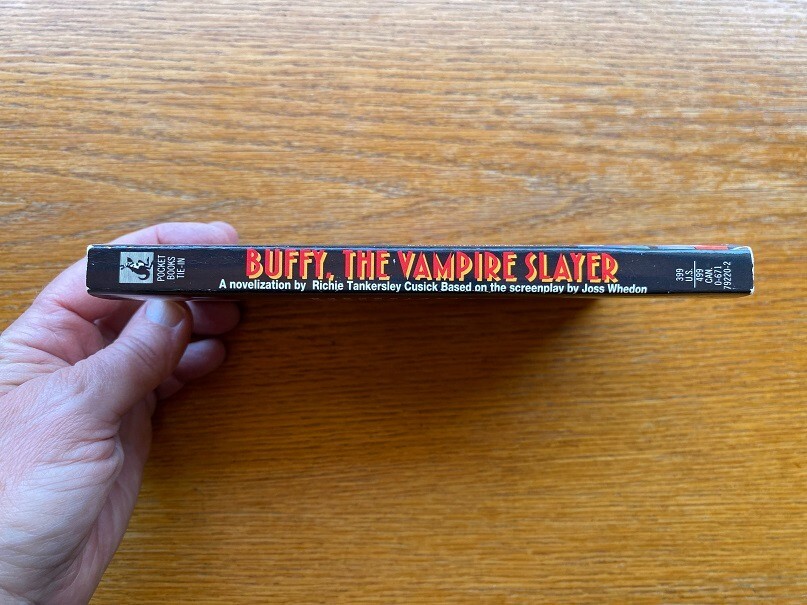 POCKET
BOOKS
TIE-IN
BUFFY, THE VAMPIRE SLAYER
A novelization by Richie Tankersley Cusick Based on the screenplay by Joss Whedon
399
U.S.
499
CAN.
0-671
79220-2